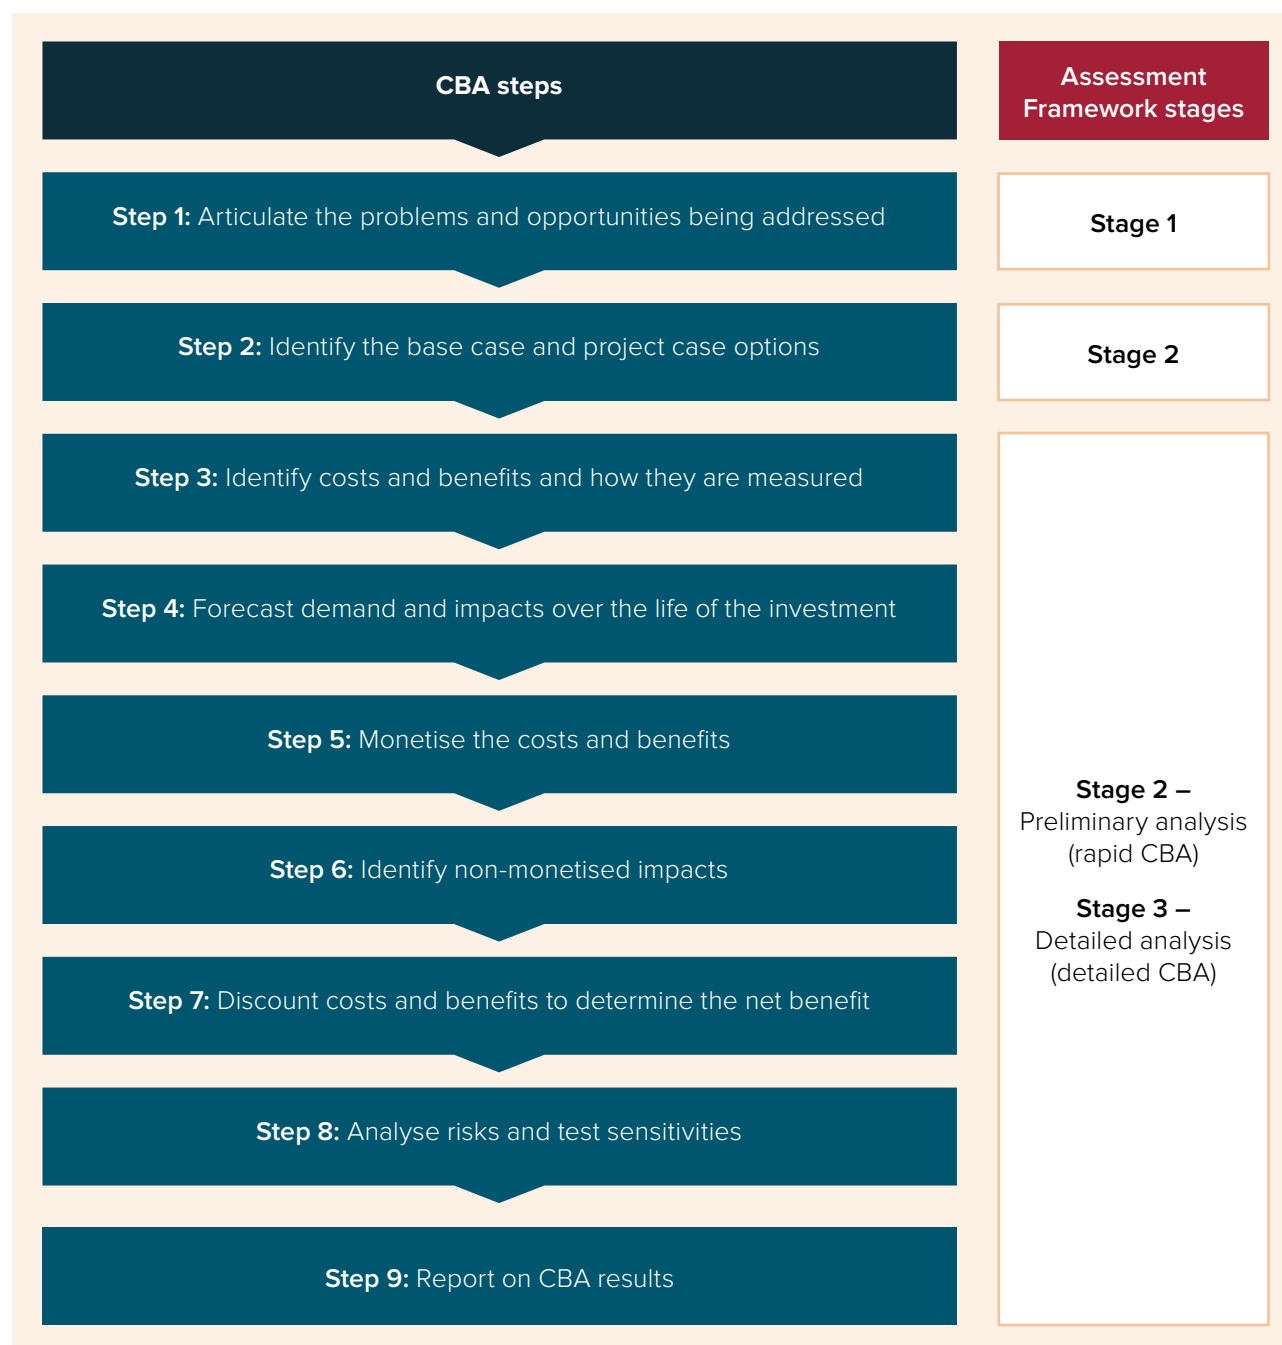 CBA steps
Assessment
Framework stages
Step 1: Articulate the problems and opportunities being addressed
Stage 1
Step 2: Identify the base case and project case options
Stage 2
Step 3: Identify costs and benefits and how they are measured
Step 4: Forecast demand and impacts over the life of the investment
Step 5: Monetise the costs and benefits
Step 6: Identify non-monetised impacts
Step 7: Discount costs and benefits to determine the net benefit
Step 8: Analyse risks and test sensitivities
Step 9: Report on CBA results
Stage 2 –
Preliminary analysis
(rapid CBA)
Stage 3 –
Detailed analysis
(detailed CBA)